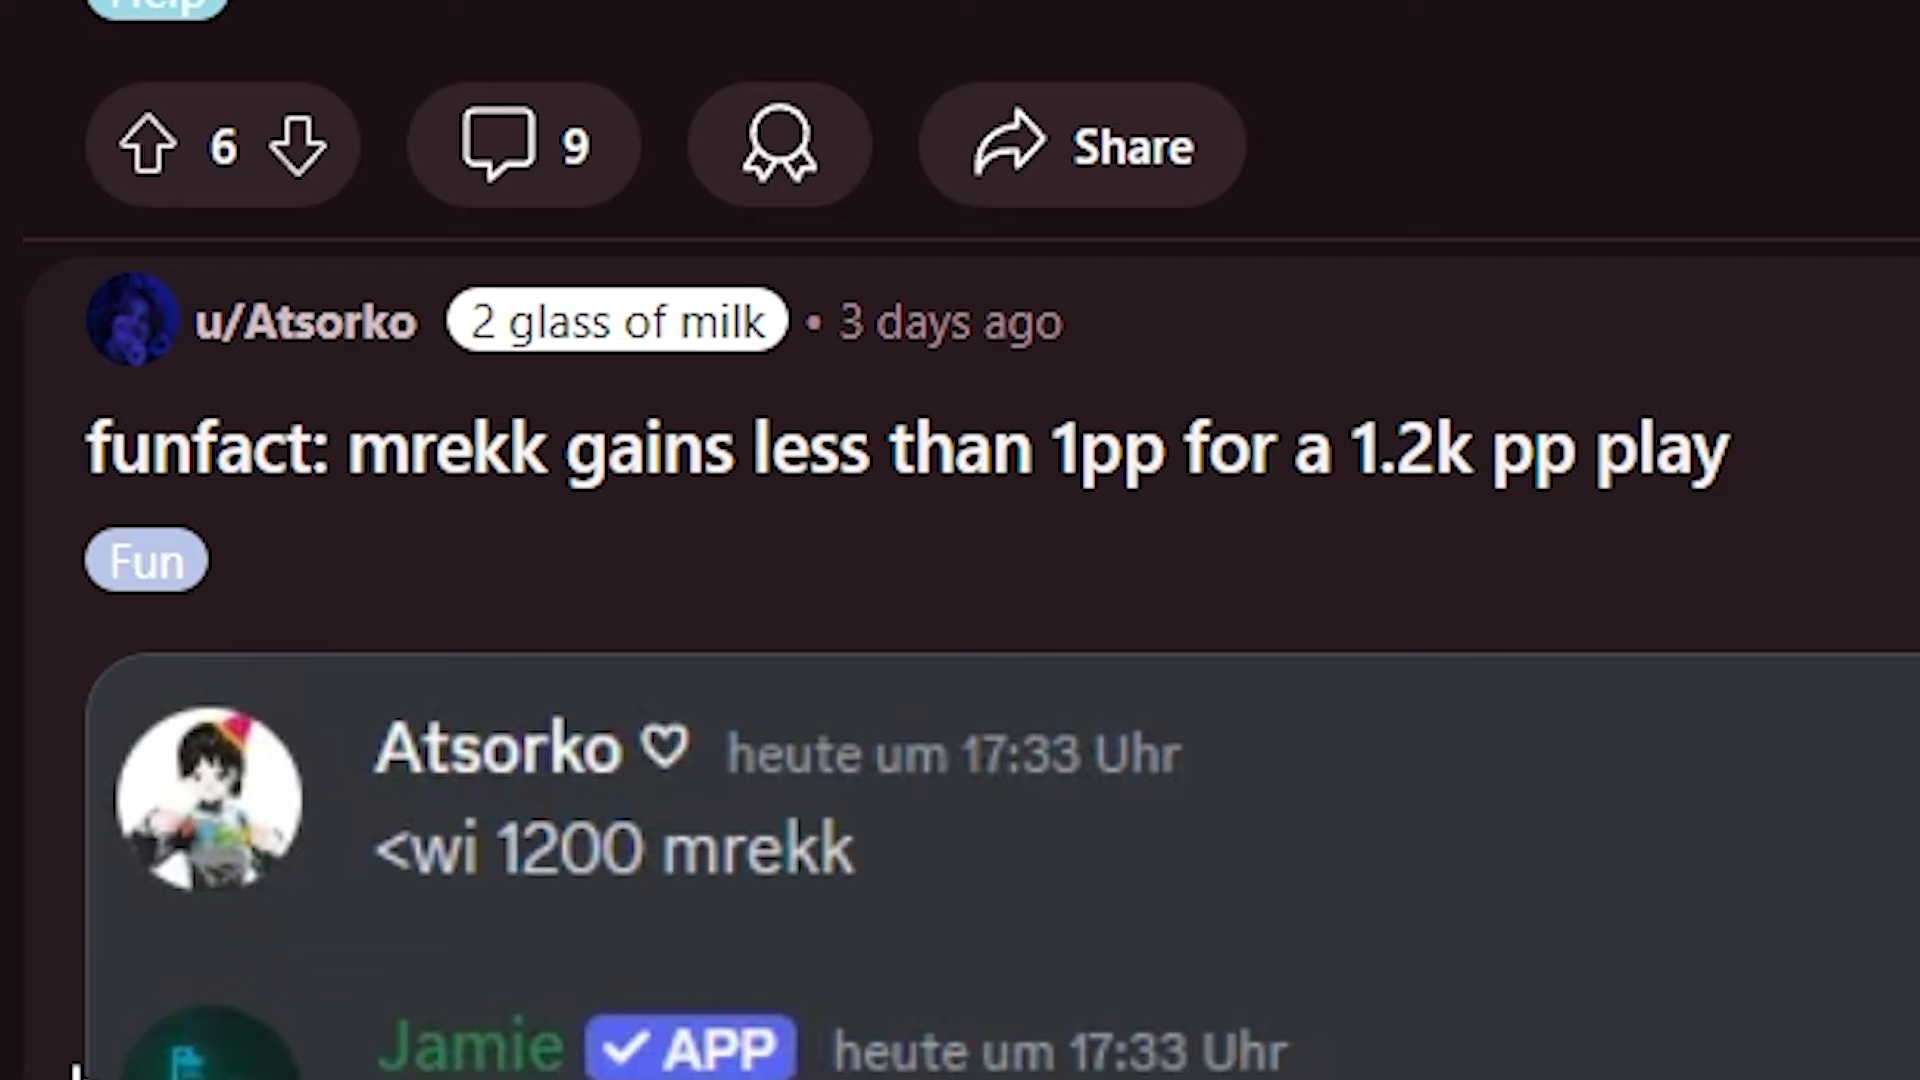 Help
6
9
Share
u/Atsorko 2 glass of milk • 3 days ago
funfact: mrekk gains less than 1pp for a 1.2k pp play
Fun
Atsorko ♡ heute um 17:33 Uhr
<wi 1200 mrekk
Jamie ✓ APP heute um 17:33 Uhr